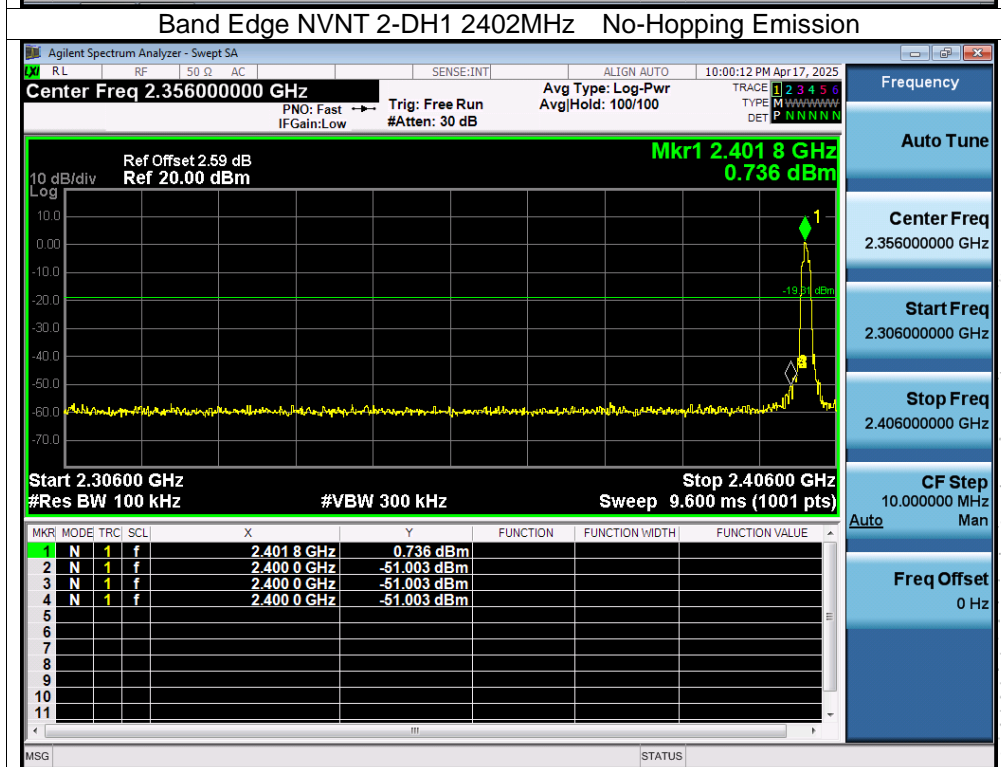 Band Edge NVNT 2-DH1 2402MHz    No-Hopping Emission
Agilent Spectrum Analyzer - Swept SA
LXI RL RF 50 Ω AC SENSE:INT ALIGN AUTO 10:00:12 PM Apr 17, 2025
Center Freq 2.356000000 GHz
PNO: Fast
IFGain:Low
Trig: Free Run
#Atten: 30 dB
Avg Type: Log-Pwr
Avg|Hold: 100/100
TRACE 1 2 3 4 5 6
TYPE M WWWWW
DET P N N N N N
Mkr1 2.401 8 GHz
0.736 dBm
Ref Offset 2.59 dB
10 dB/div Ref 20.00 dBm
Log
10.0
0.00
-10.0
-20.0
-30.0
-40.0
-50.0
-60.0
-70.0
1
Start 2.30600 GHz Stop 2.40600 GHz
#Res BW 100 kHz #VBW 300 kHz Sweep 9.600 ms (1001 pts)
MKR MODE TRC SCL X Y FUNCTION FUNCTION WIDTH FUNCTION VALUE
1 N 1 f 2.401 8 GHz 0.736 dBm
2 N 1 f 2.400 0 GHz -51.003 dBm
3 N 1 f 2.400 0 GHz -51.003 dBm
4 N 1 f 2.400 0 GHz -51.003 dBm
5
6
7
8
9
10
11
MSG STATUS
Frequency
Auto Tune
Center Freq
2.356000000 GHz
Start Freq
2.306000000 GHz
Stop Freq
2.406000000 GHz
CF Step
10.000000 MHz
Auto Man
Freq Offset
0 Hz